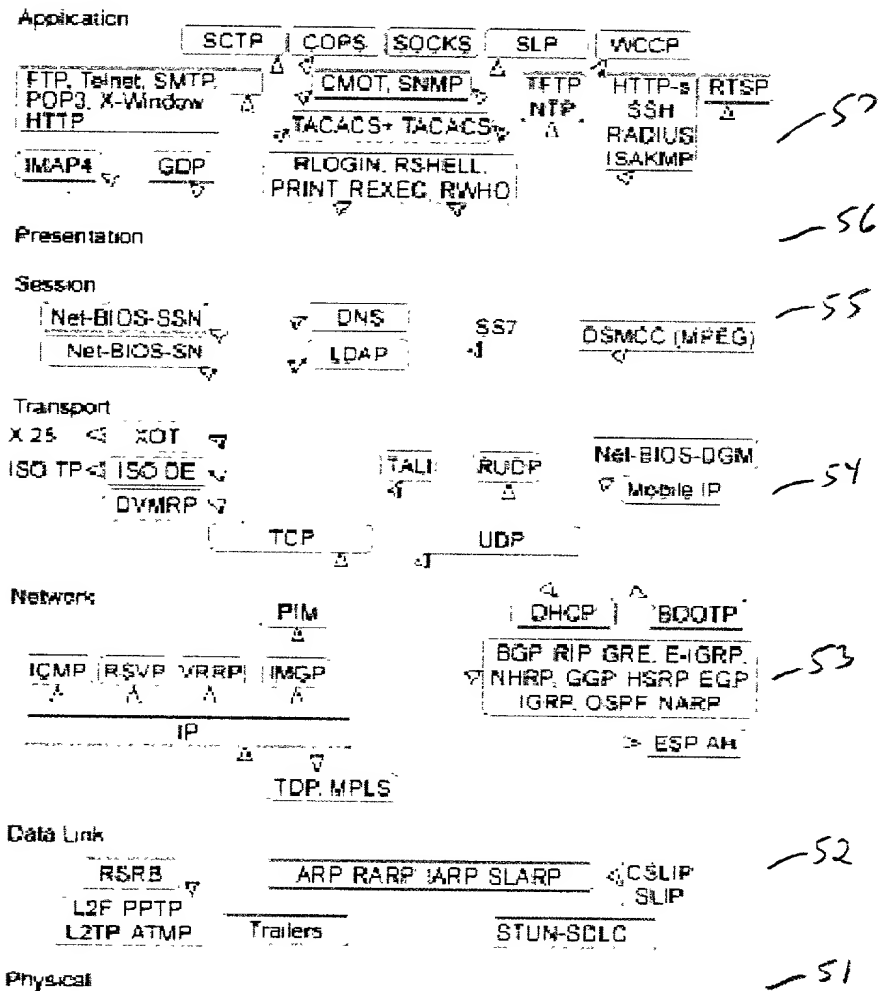 Application
SCTP COPS SOCKS SLP WCCP
FTP, Telnet, SMTP, CMOT, SNMP TFTP HTTP-s RTSP
POP3, X-Window NTP SSH
HTTP TACACS+ TACACS RADIUS 57
IMAP4 GDP RLOGIN, RSHELL, ISAKMP
PRINT REXEC, RWHO
Presentation 56
Session 55
Net-BIOS-SSN DNS SS7 DSMCC (MPEG)
Net-BIOS-SN LDAP
Transport
X 25 XOT
ISO TP ISO DE TALI RUDP Net-BIOS-DGM
DVMRP Mobile IP 54
TCP UDP
Network
PIM DHCP BOOTP
ICMP RSVP VRRP IMGP BGP RIP GRE, E-IGRP, 53
NHRP, GGP HSRP EGP
IGRP, OSPF NARP
IP ESP AH
TDP, MPLS
Data Link 52
RSRB ARP RARP IARP SLARP CSLIP
SLIP
L2F PPTP
L2TP ATMP Trailers STUN-SDLC
Physical 51